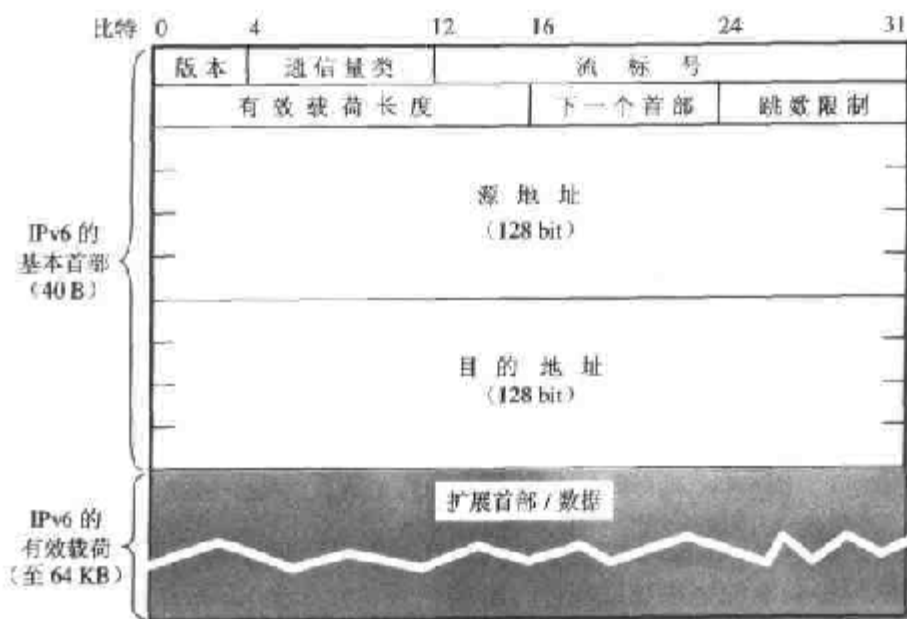 比特 0 4 12 16 24 31
版本 通信量类 流标号
有效载荷长度 下一个首部 跳数限制
源地址
(128 bit)
IPv6 的
基本首部
(40 B)
目的地址
(128 bit)
扩展首部 / 数据
IPv6 的
有效载荷
(至 64 KB)